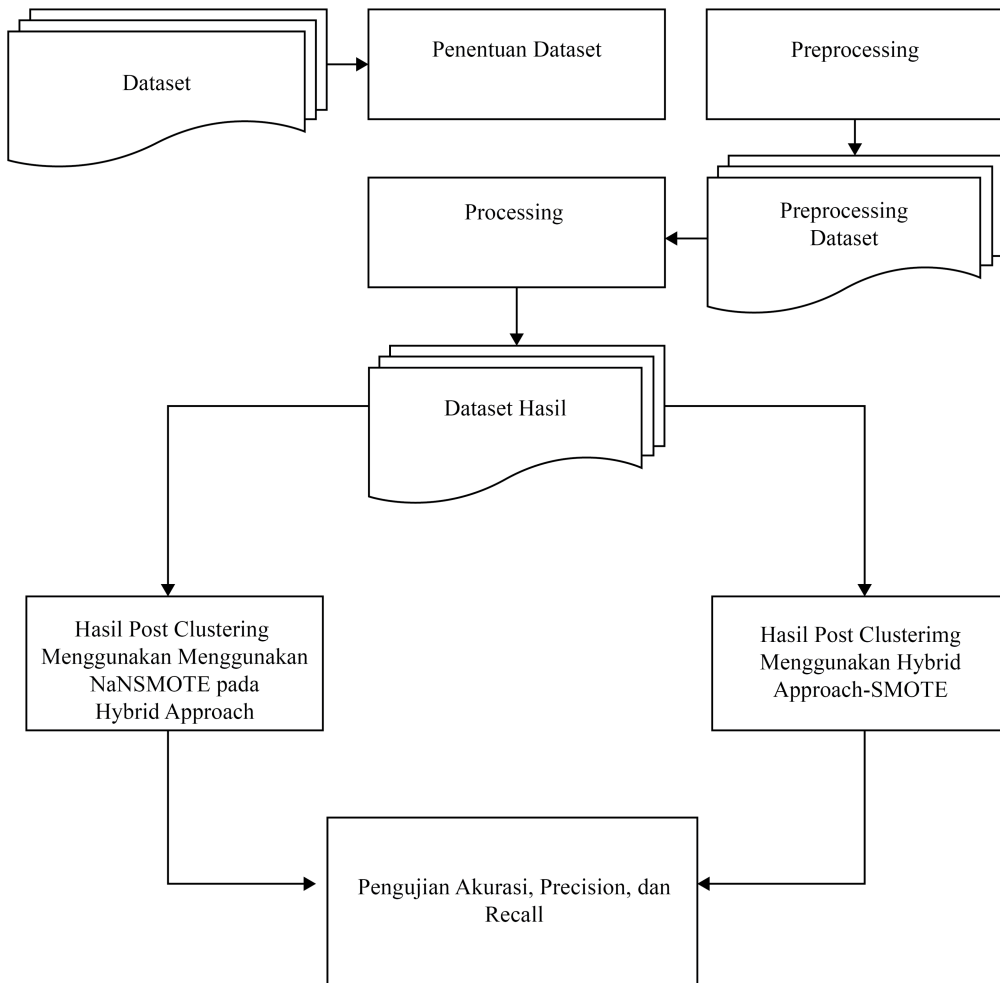 Dataset
Penentuan Dataset
Preprocessing
Processing
Preprocessing
Dataset
Dataset Hasil
Hasil Post Clustering
Menggunakan Menggunakan
NaNSMOTE pada
Hybrid Approach
Hasil Post Clusterimg
Menggunakan Hybrid
Approach-SMOTE
Pengujian Akurasi, Precision, dan
Recall